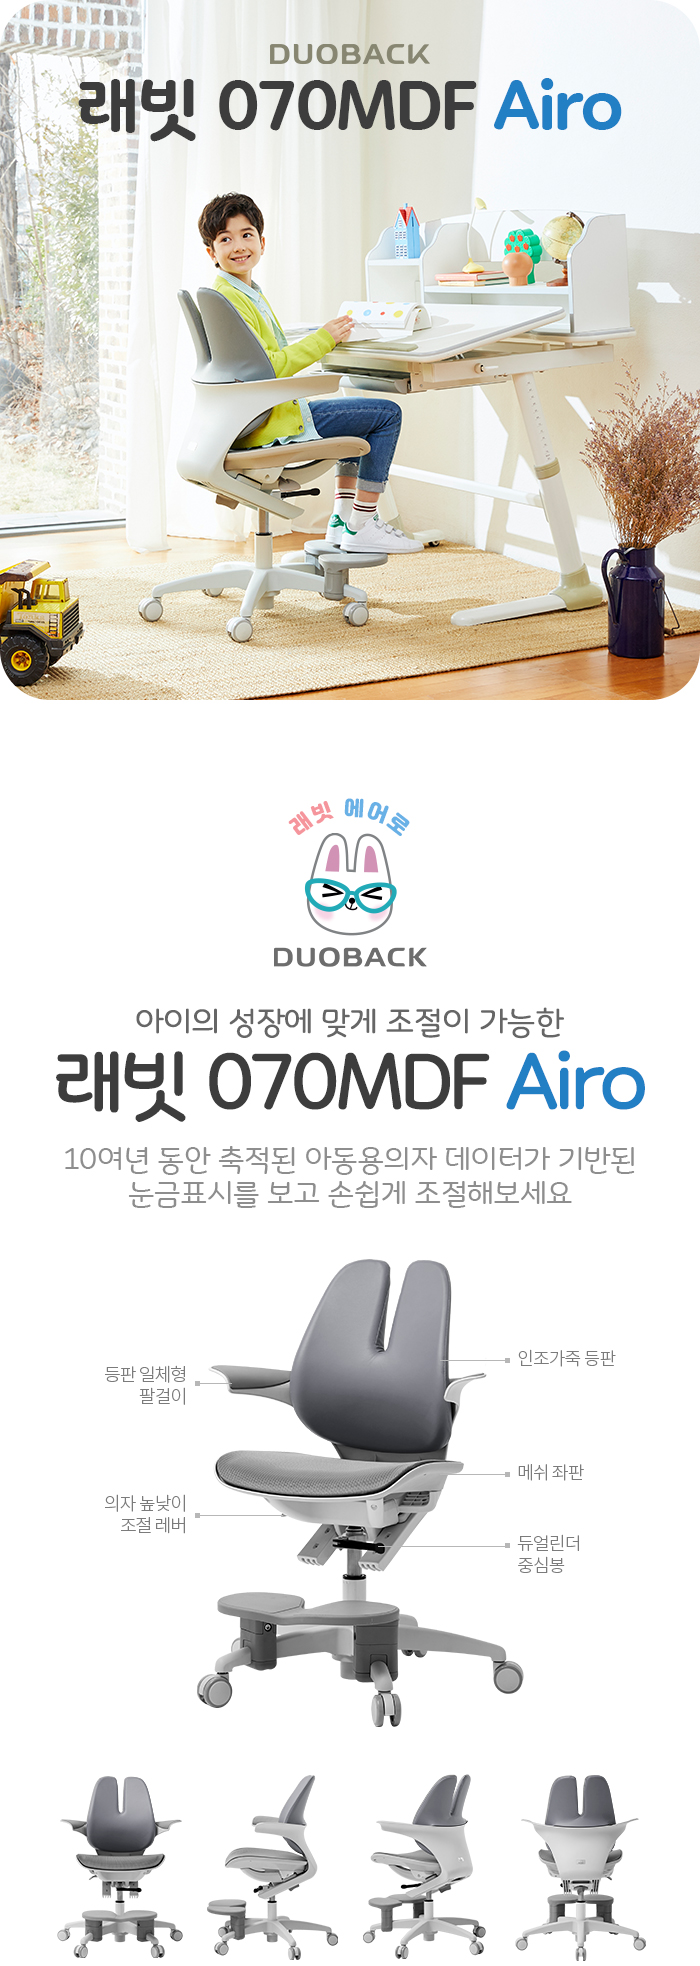 DUOBACK
래빗 070MDF Airo
래빗 에어로
DUOBACK
아이의 성장에 맞게 조절이 가능한
래빗 070MDF Airo
10여년 동안 축적된 아동용의자 데이터가 기반된
눈금표시를 보고 손쉽게 조절해보세요
등판 일체형
팔걸이
인조가죽 등판
메쉬 좌판
의자 높낮이
조절 레버
듀얼린더
중심봉